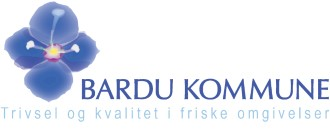 BARDU KOMMUNE
Trivsel og kvalitet i friske omgivelser